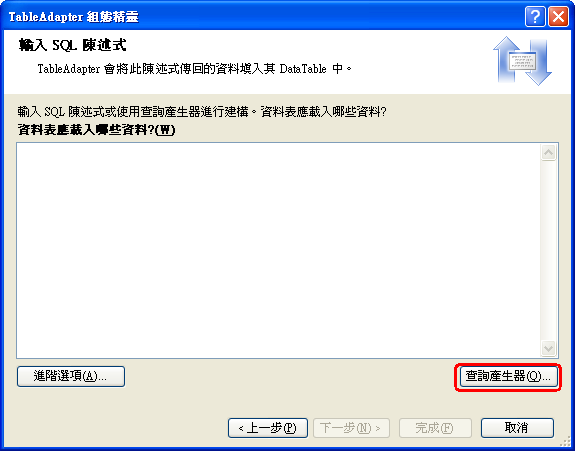 TableAdapter 組態精靈
輸入 SQL 陳述式
TableAdapter 會將此陳述式傳回的資料填入其 DataTable 中。
輸入 SQL 陳述式或使用查詢產生器進行建構。資料表應載入哪些資料?
資料表應載入哪些資料?(W)
進階選項(A)... 查詢產生器(Q)...
< 上一步(P) 下一步(N) > 完成(F) 取消